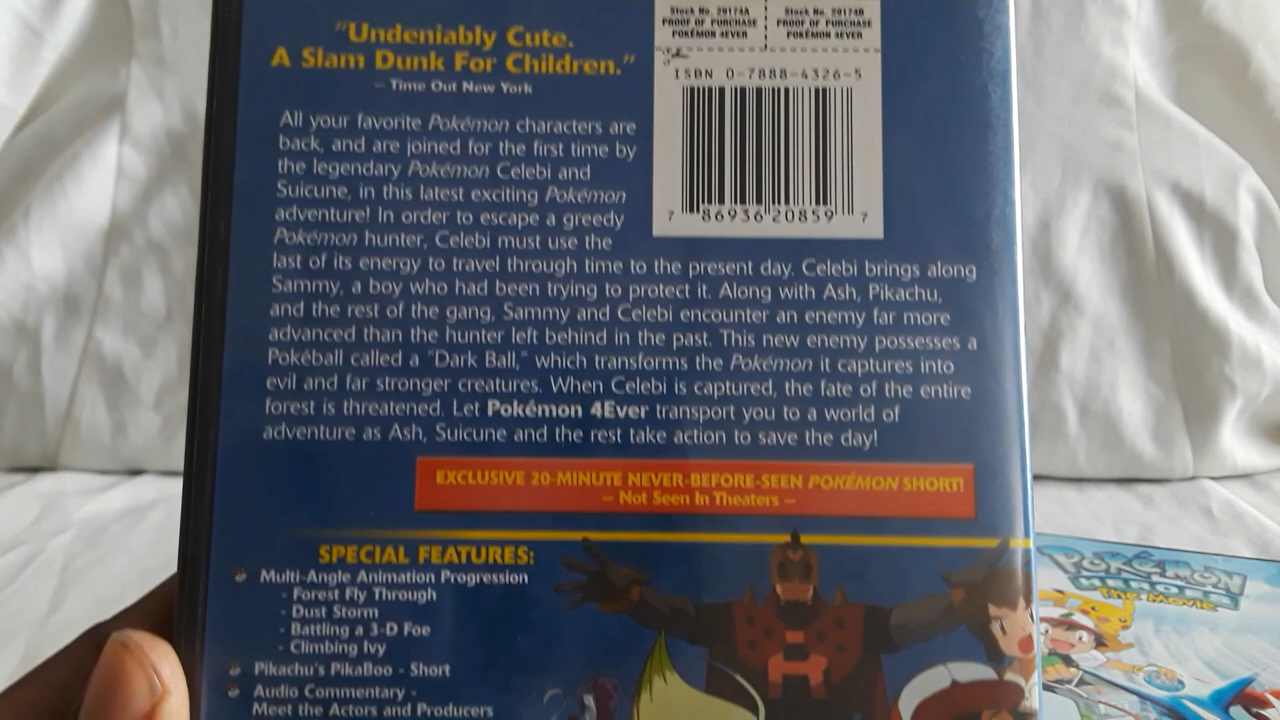 "Undeniably Cute.
A Slam Dunk For Children."
– Time Out New York
Stock No. 29174A
PROOF OF PURCHASE
POKÉMON 4EVER
Stock No. 29174B
PROOF OF PURCHASE
POKÉMON 4EVER
ISBN 0-7888-4326-5
7 86936 20859 7
All your favorite Pokémon characters are
back, and are joined for the first time by
the legendary Pokémon Celebi and
Suicune, in this latest exciting Pokémon
adventure! In order to escape a greedy
Pokémon hunter, Celebi must use the
last of its energy to travel through time to the present day. Celebi brings along
Sammy, a boy who had been trying to protect it. Along with Ash, Pikachu,
and the rest of the gang, Sammy and Celebi encounter an enemy far more
advanced than the hunter left behind in the past. This new enemy possesses a
Pokéball called a "Dark Ball," which transforms the Pokémon it captures into
evil and far stronger creatures. When Celebi is captured, the fate of the entire
forest is threatened. Let Pokémon 4Ever transport you to a world of
adventure as Ash, Suicune and the rest take action to save the day!
EXCLUSIVE 20-MINUTE NEVER-BEFORE-SEEN POKÉMON SHORT!
– Not Seen In Theaters –
SPECIAL FEATURES:
Multi-Angle Animation Progression
- Forest Fly Through
- Dust Storm
- Battling a 3-D Foe
- Climbing Ivy
Pikachu's PikaBoo - Short
Audio Commentary -
Meet the Actors and Producers
POKÉMON
HEROES
The Movie